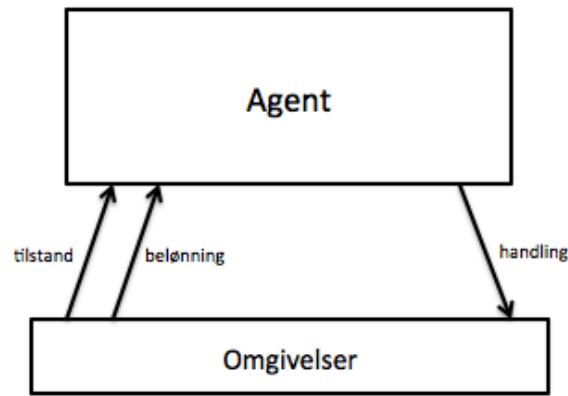 Agent
tilstand
belønning
handling
Omgivelser